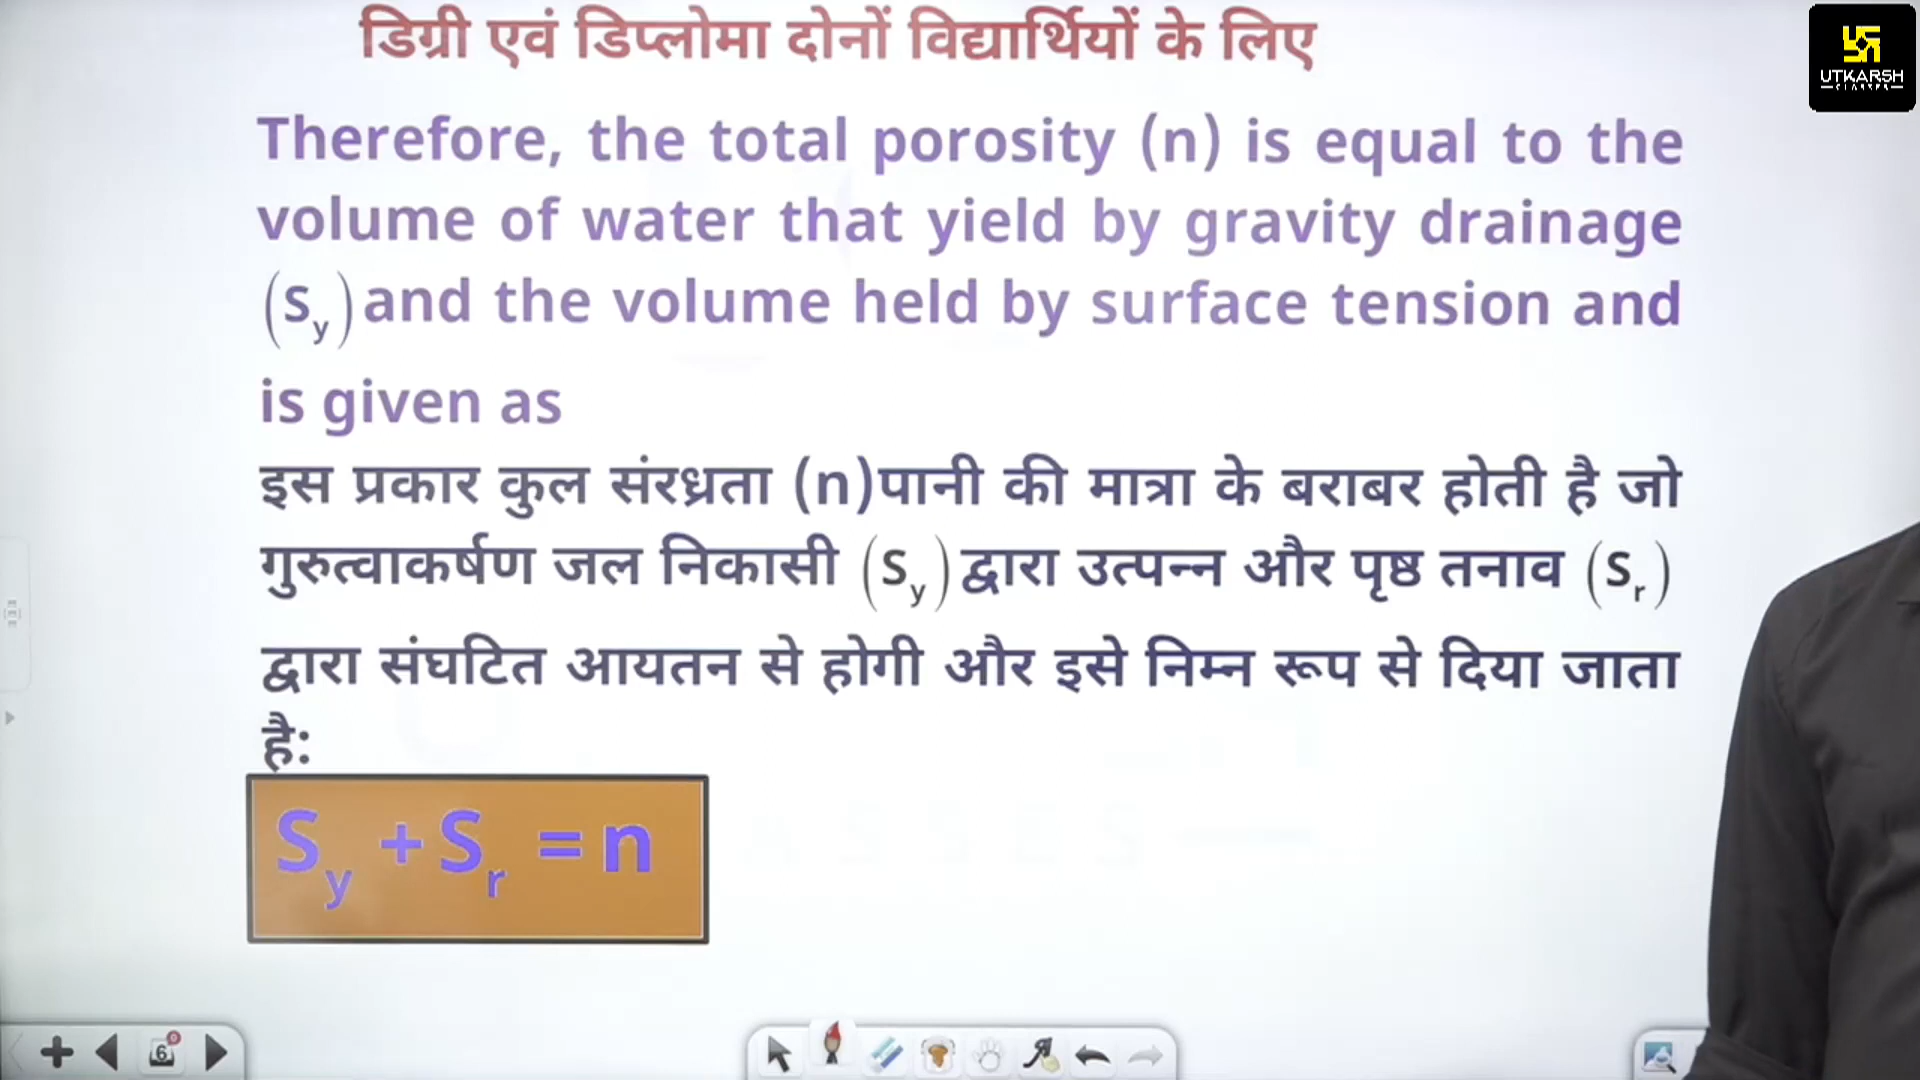 डिग्री एवं डिप्लोमा दोनों विद्यार्थियों के लिए
UTKARSH
CLASSES
Therefore, the total porosity (n) is equal to the
volume of water that yield by gravity drainage
(Sy) and the volume held by surface tension and
is given as
इस प्रकार कुल संरध्रता (n)पानी की मात्रा के बराबर होती है जो
गुरुत्वाकर्षण जल निकासी (Sy) द्वारा उत्पन्न और पृष्ठ तनाव (Sr)
द्वारा संघटित आयतन से होगी और इसे निम्न रूप से दिया जाता
है:
Sy + Sr = n
6